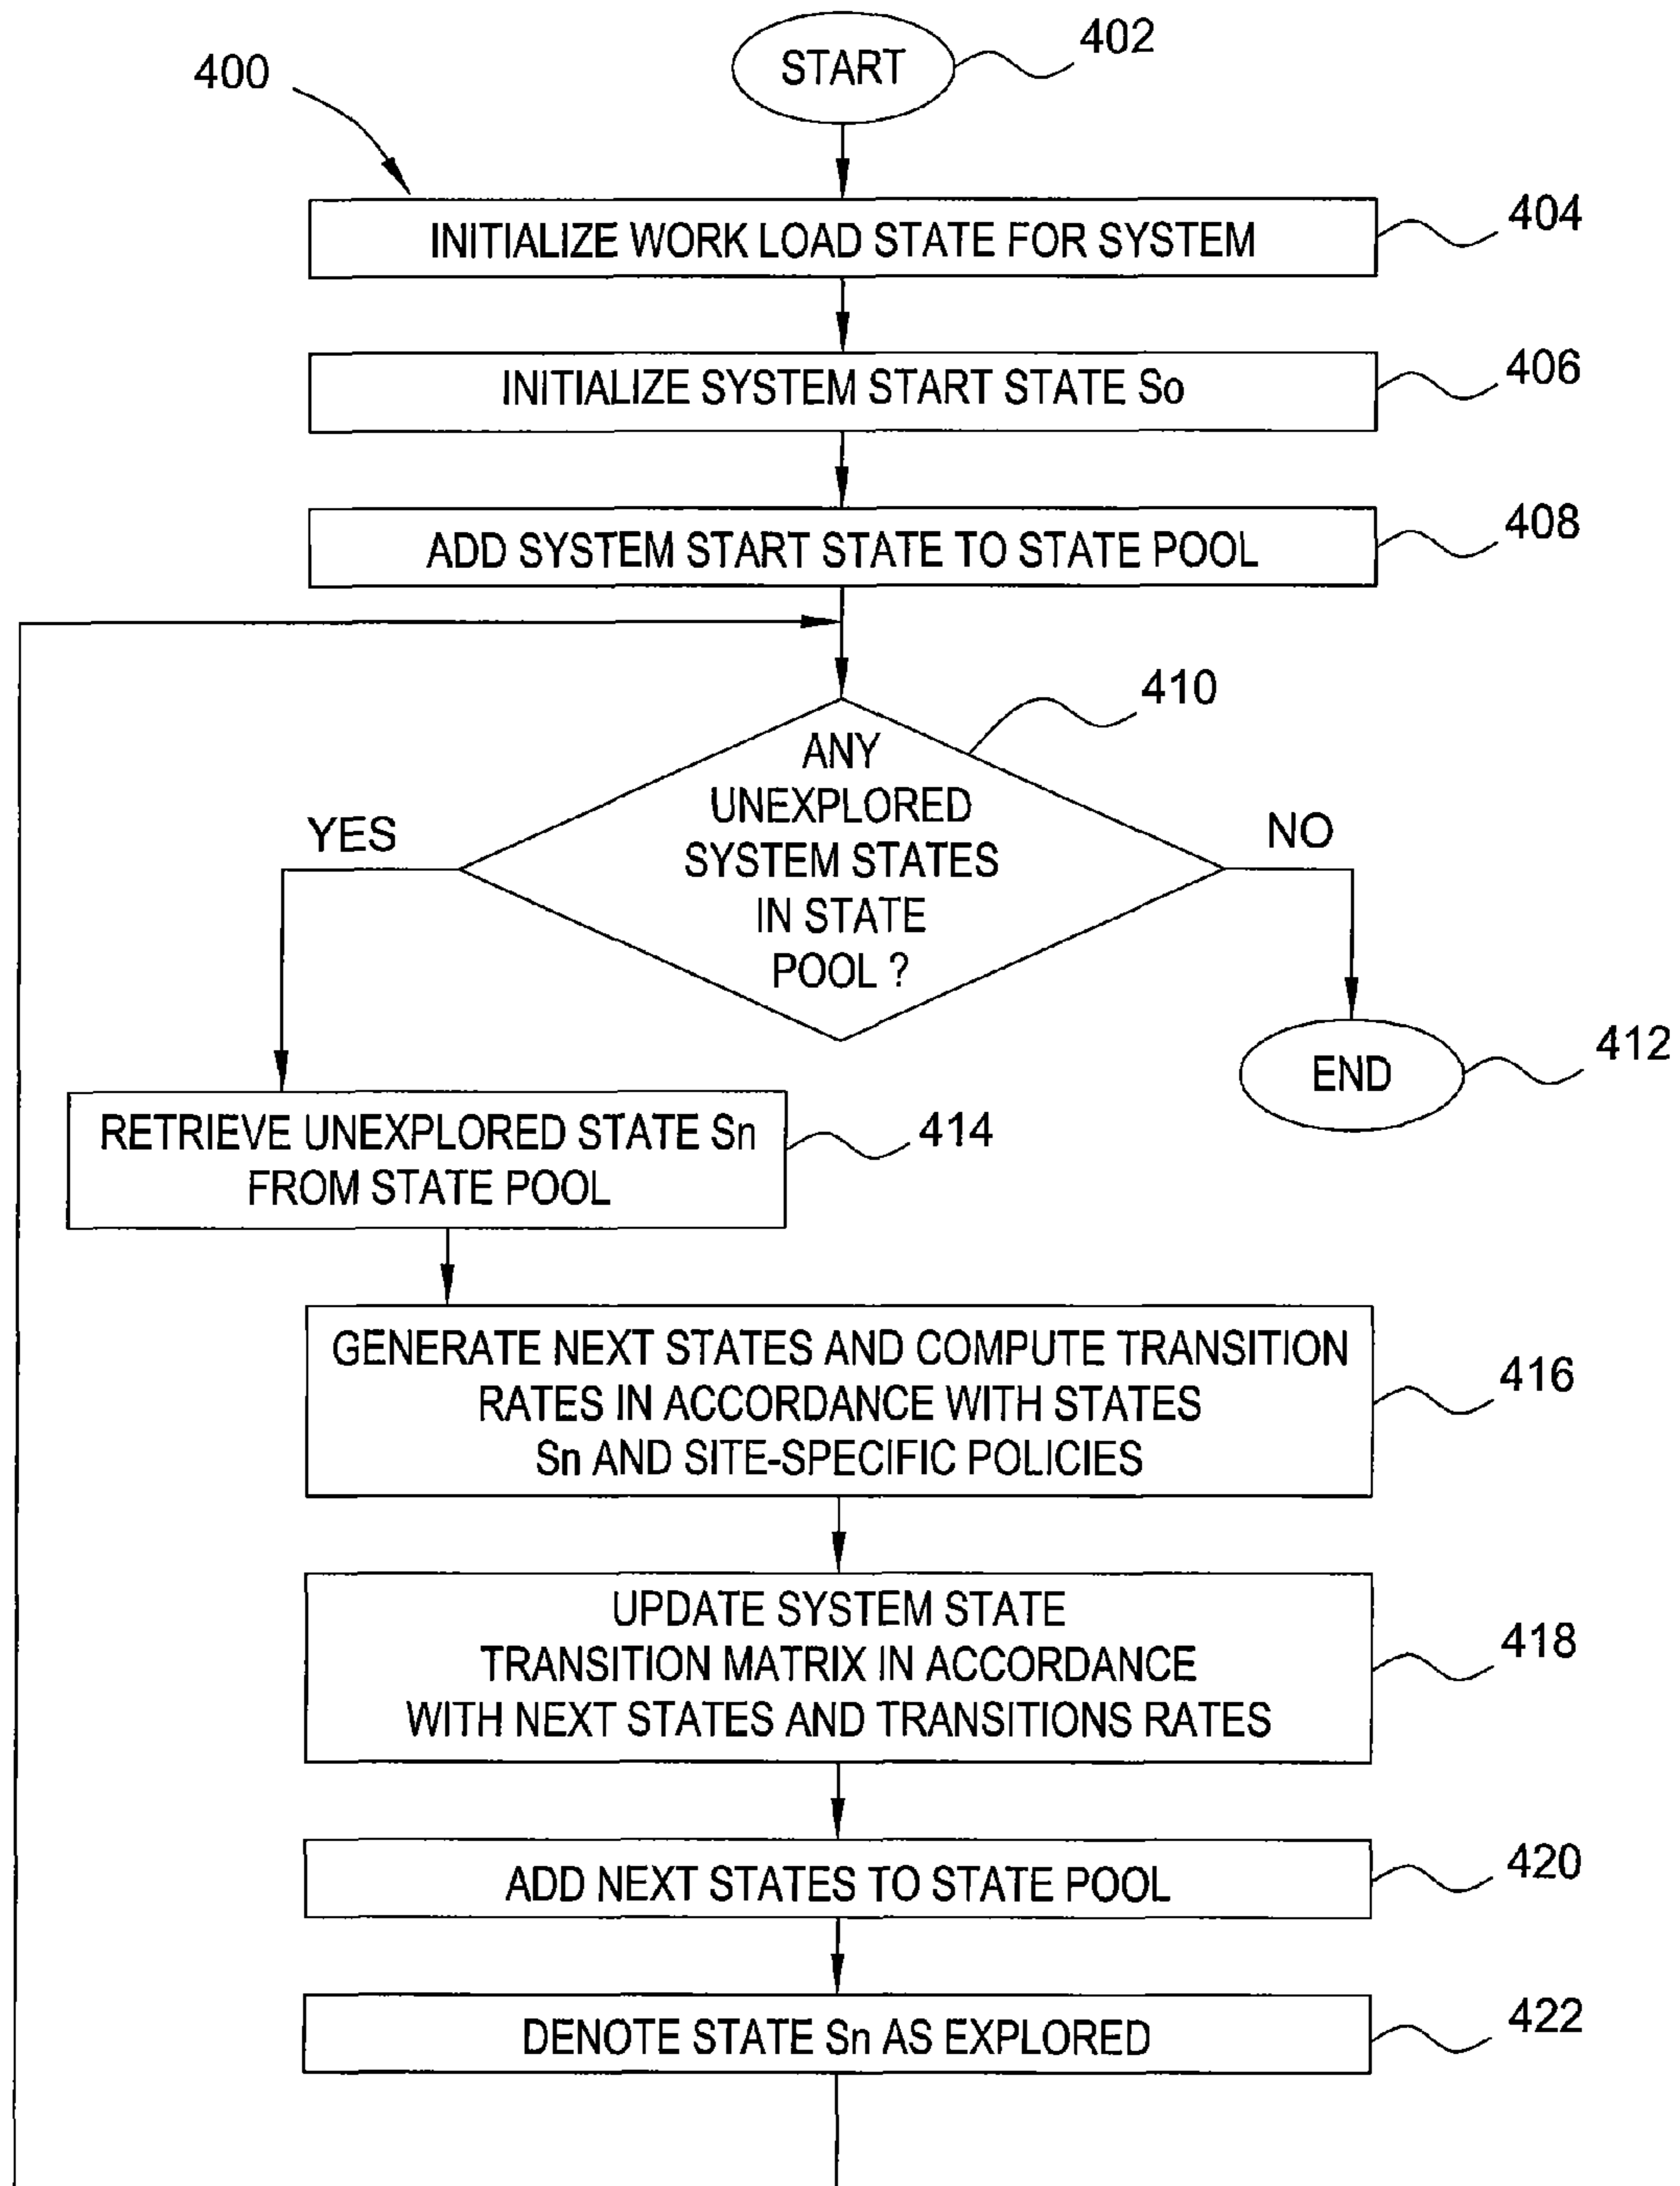 START
402
400
INITIALIZE WORK LOAD STATE FOR SYSTEM
404
INITIALIZE SYSTEM START STATE So
406
ADD SYSTEM START STATE TO STATE POOL
408
410
ANY
UNEXPLORED
SYSTEM STATES
IN STATE
POOL ?
YES
NO
END
412
RETRIEVE UNEXPLORED STATE Sn
FROM STATE POOL
414
GENERATE NEXT STATES AND COMPUTE TRANSITION
RATES IN ACCORDANCE WITH STATES
Sn AND SITE-SPECIFIC POLICIES
416
UPDATE SYSTEM STATE
TRANSITION MATRIX IN ACCORDANCE
WITH NEXT STATES AND TRANSITIONS RATES
418
ADD NEXT STATES TO STATE POOL
420
DENOTE STATE Sn AS EXPLORED
422